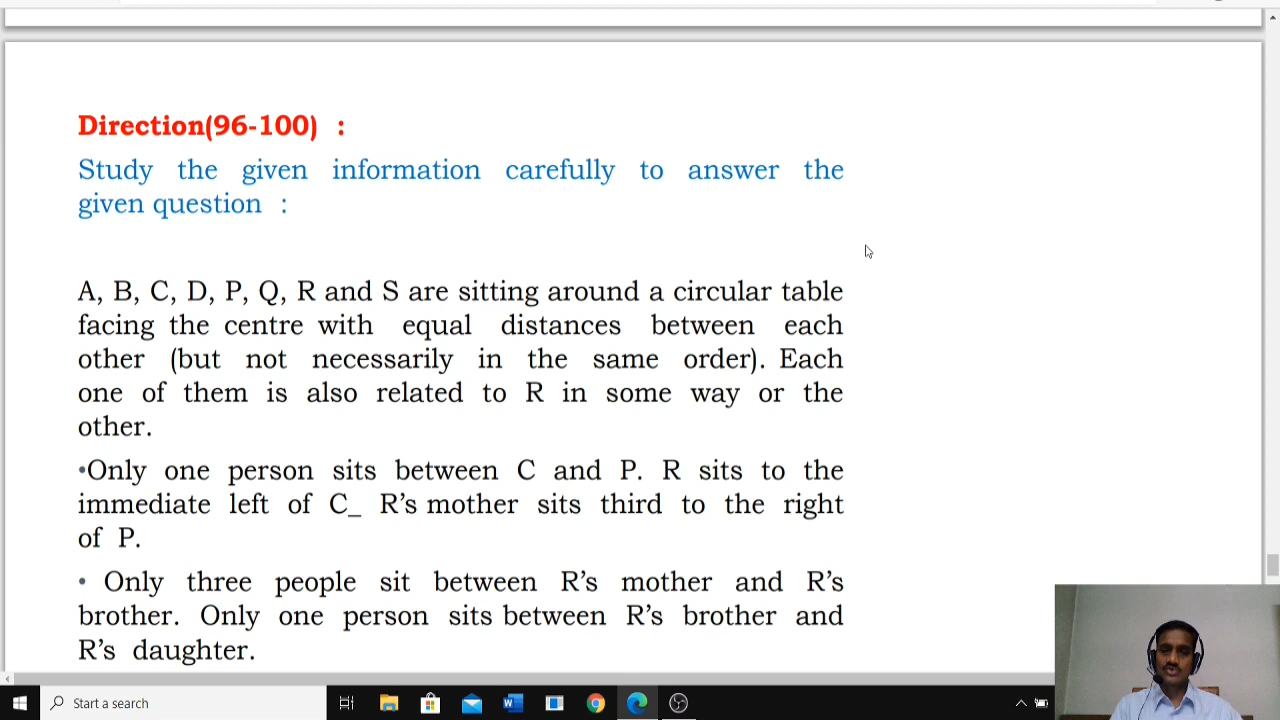 Direction(96-100) :
Study the given information carefully to answer the
given question :
A, B, C, D, P, Q, R and S are sitting around a circular table
facing the centre with equal distances between each
other (but not necessarily in the same order). Each
one of them is also related to R in some way or the
other.
•Only one person sits between C and P. R sits to the
immediate left of C_ R's mother sits third to the right
of P.
• Only three people sit between R's mother and R's
brother. Only one person sits between R's brother and
R's daughter.
Start a search